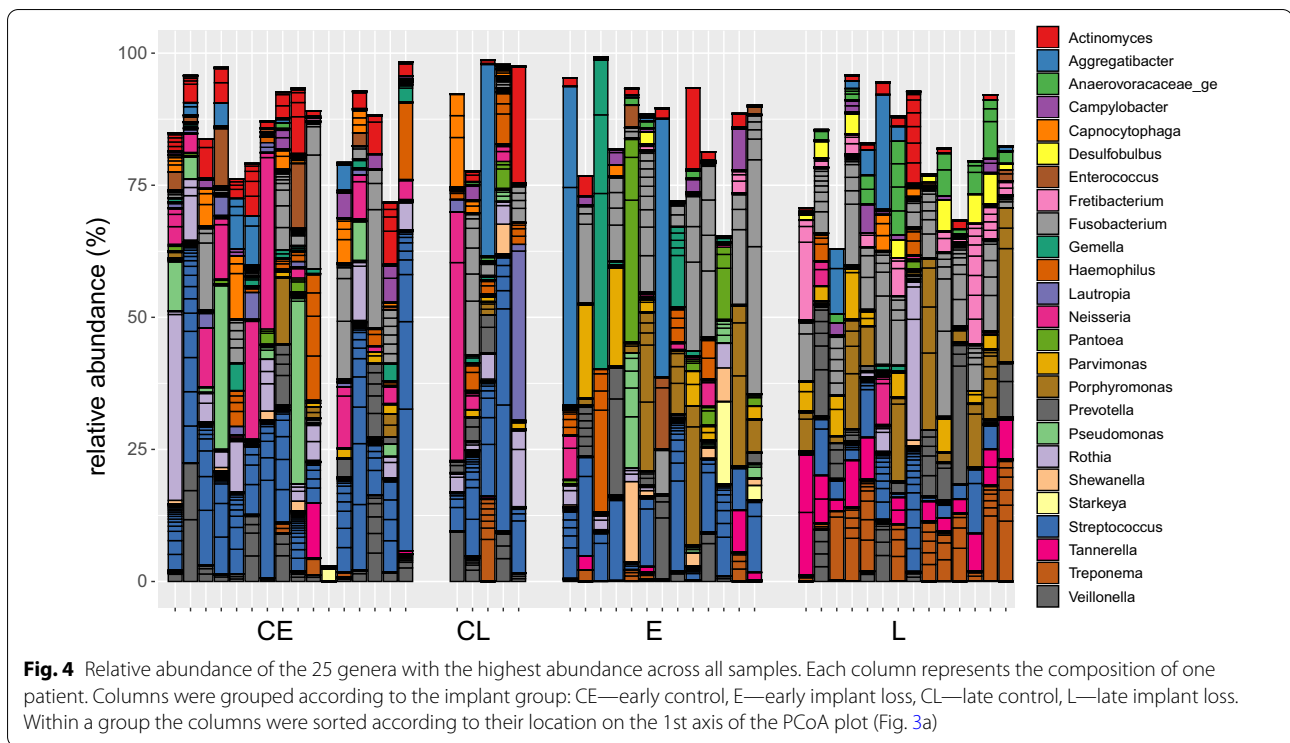 relative abundance (%)
100
75
50
25
0
CE
CL
E
L
Actinomyces
Aggregatibacter
Anaerovoracaceae_ge
Campylobacter
Capnocytophaga
Desulfobulbus
Enterococcus
Fretibacterium
Fusobacterium
Gemella
Haemophilus
Lautropia
Neisseria
Pantoea
Parvimonas
Porphyromonas
Prevotella
Pseudomonas
Rothia
Shewanella
Starkeya
Streptococcus
Tannerella
Treponema
Veillonella
Fig. 4 Relative abundance of the 25 genera with the highest abundance across all samples. Each column represents the composition of one
patient. Columns were grouped according to the implant group: CE—early control, E—early implant loss, CL—late control, L—late implant loss.
Within a group the columns were sorted according to their location on the 1st axis of the PCoA plot (Fig. 3a)